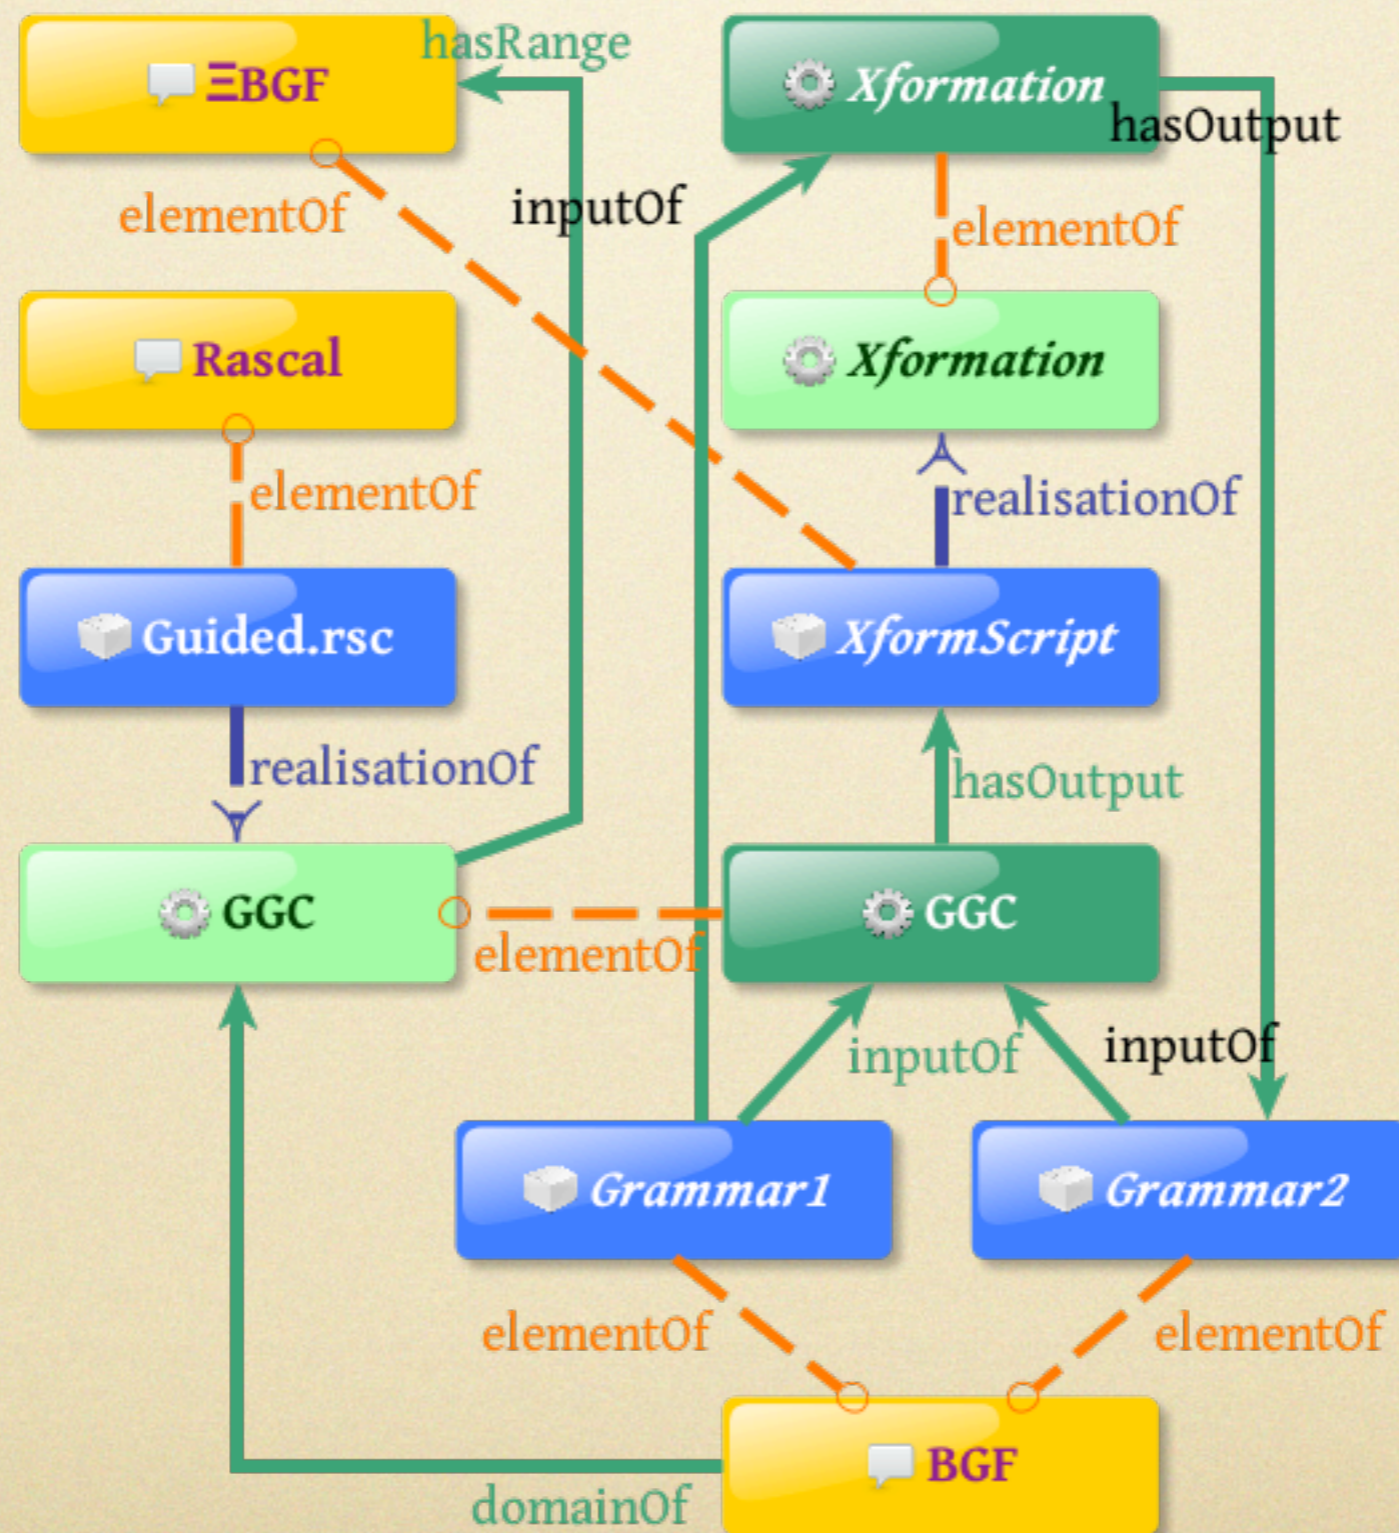 hasRange
ΞBGF
Xformation
hasOutput
elementOf
inputOf
elementOf
Rascal
Xformation
elementOf
realisationOf
Guided.rsc
XformScript
realisationOf
hasOutput
GGC
GGC
elementOf
inputOf
inputOf
Grammar1
Grammar2
elementOf
elementOf
BGF
domainOf